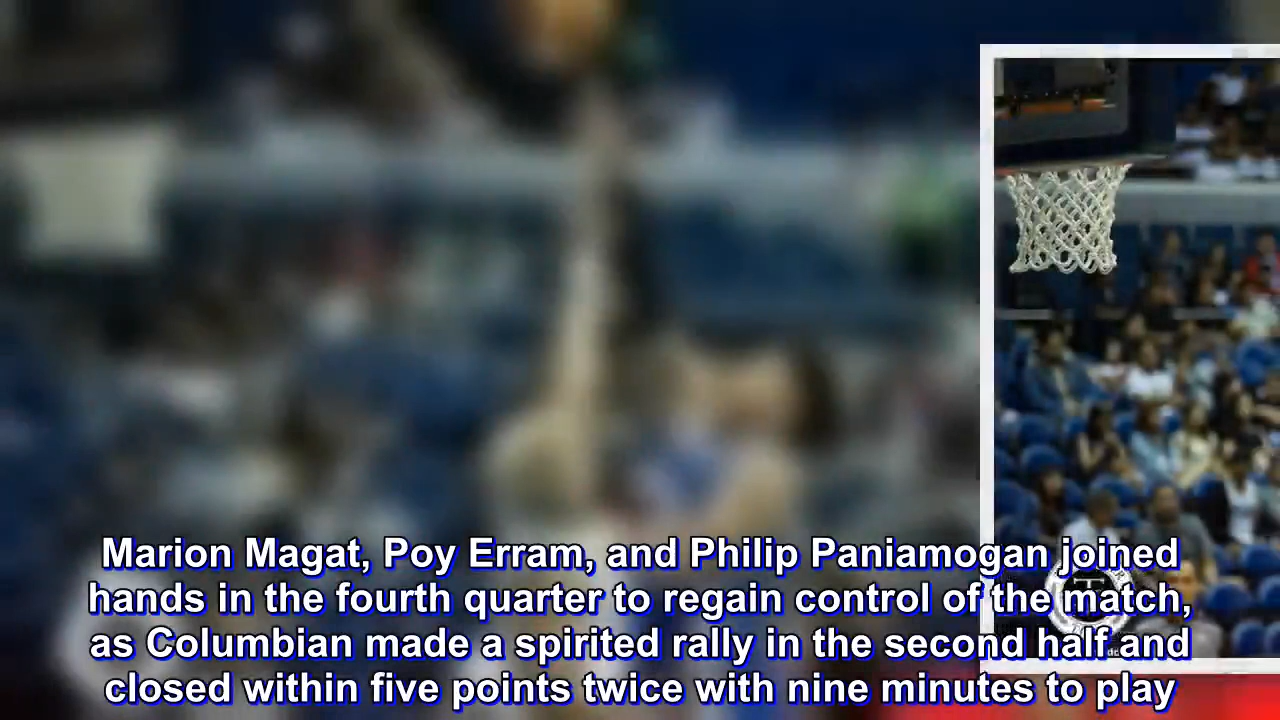 Marion Magat, Poy Erram, and Philip Paniamogan joined
hands in the fourth quarter to regain control of the match,
as Columbian made a spirited rally in the second half and
closed within five points twice with nine minutes to play